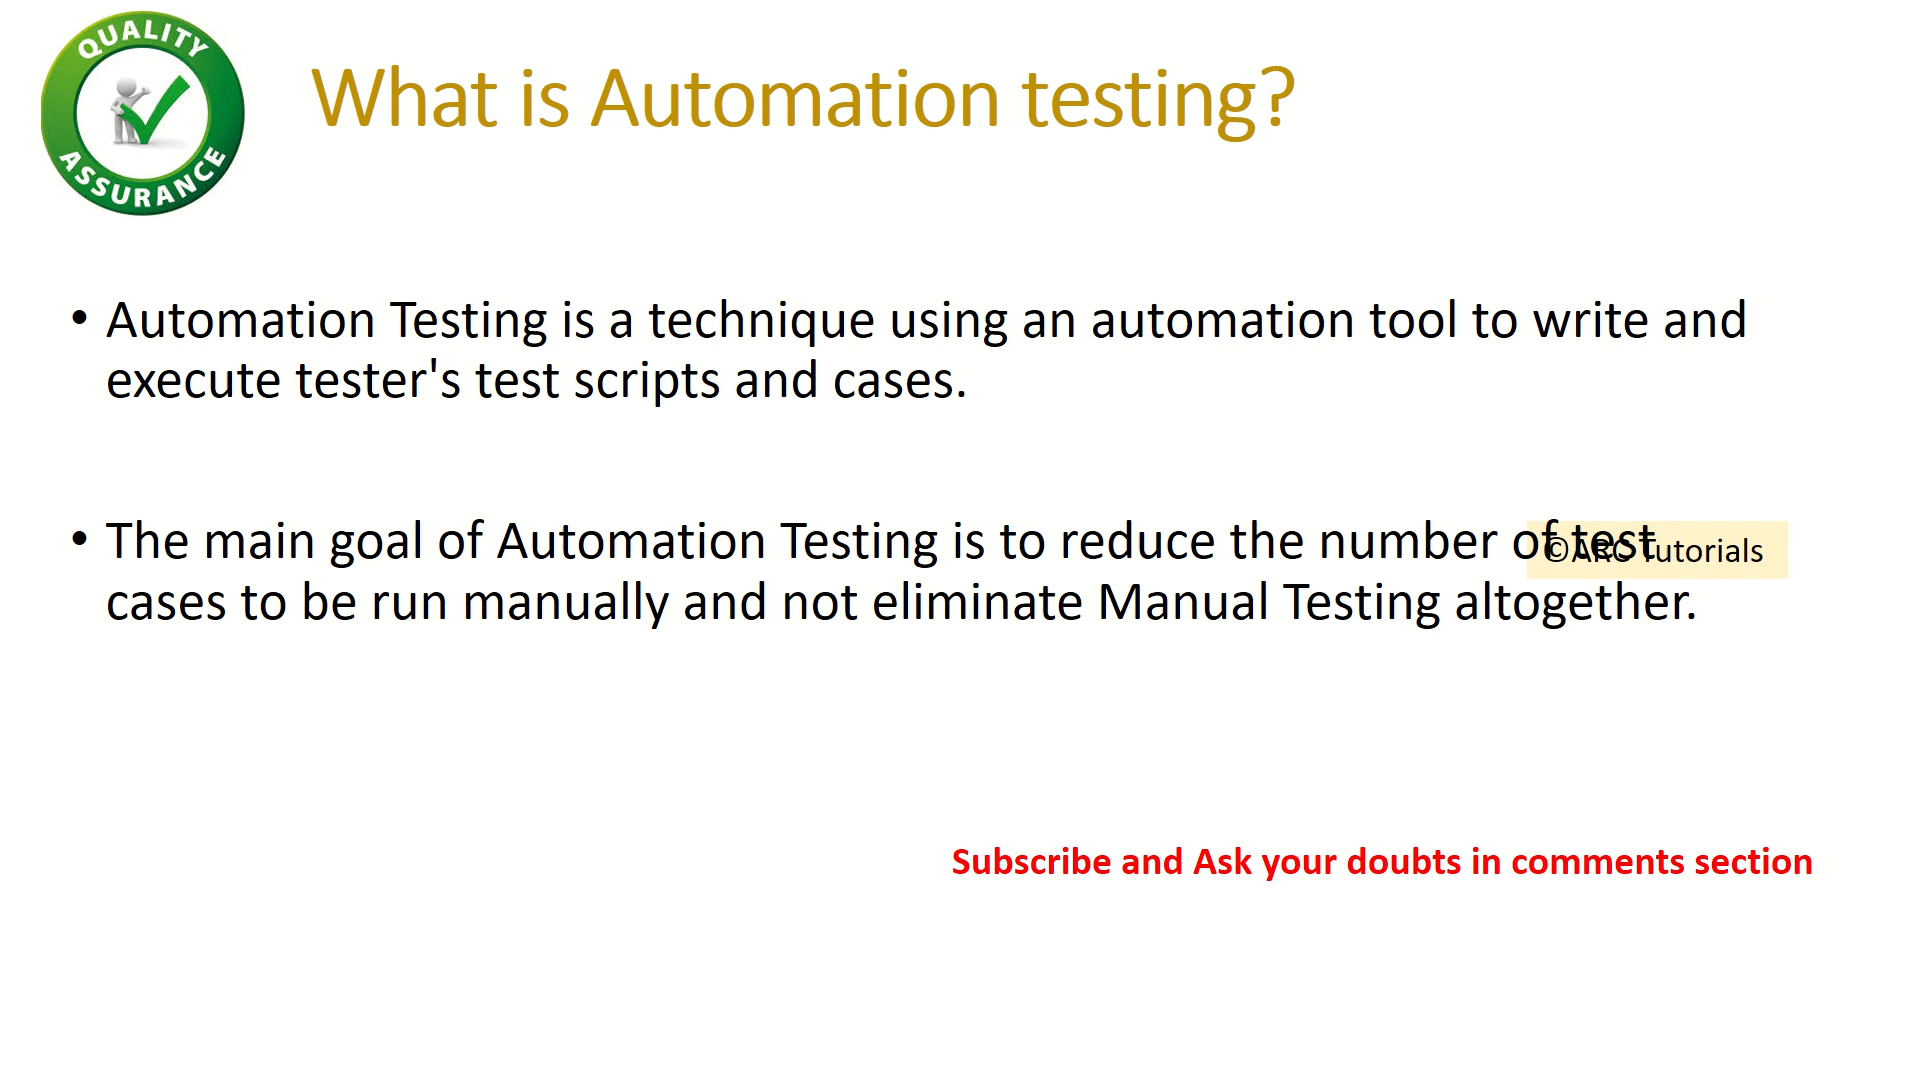 QUALITY
ASSURANCE
What is Automation testing?
• Automation Testing is a technique using an automation tool to write and
execute tester's test scripts and cases.
• The main goal of Automation Testing is to reduce the number of test
©ARC Tutorials
cases to be run manually and not eliminate Manual Testing altogether.
Subscribe and Ask your doubts in comments section